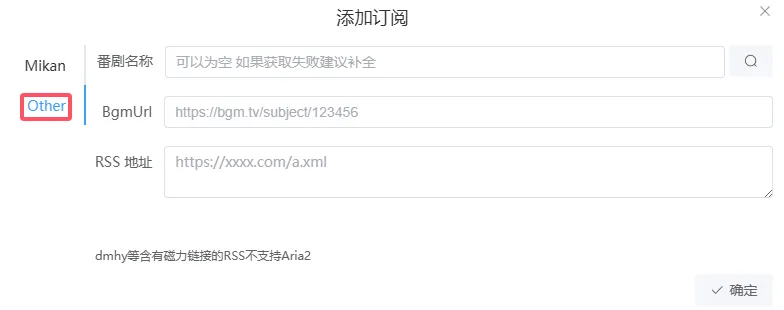 添加订阅
Mikan
Other
番剧名称
可以为空 如果获取失败建议补全
BgmUrl
https://bgm.tv/subject/123456
RSS 地址
https://xxxx.com/a.xml
dmhy等含有磁力链接的RSS不支持Aria2
确定